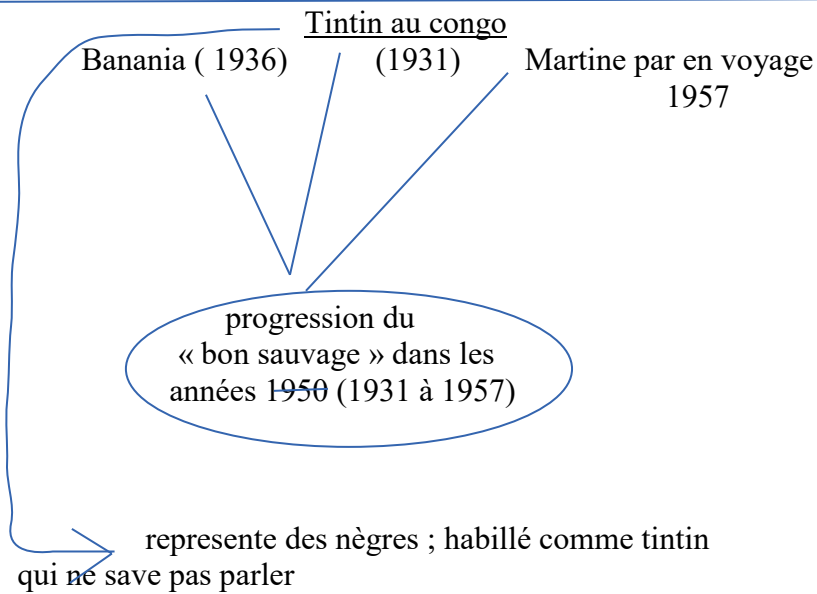 Tintin au congo
Banania ( 1936) (1931) Martine par en voyage
1957
progression du
« bon sauvage » dans les
années 1950 (1931 à 1957)
represente des nègres ; habillé comme tintin
qui ne save pas parler